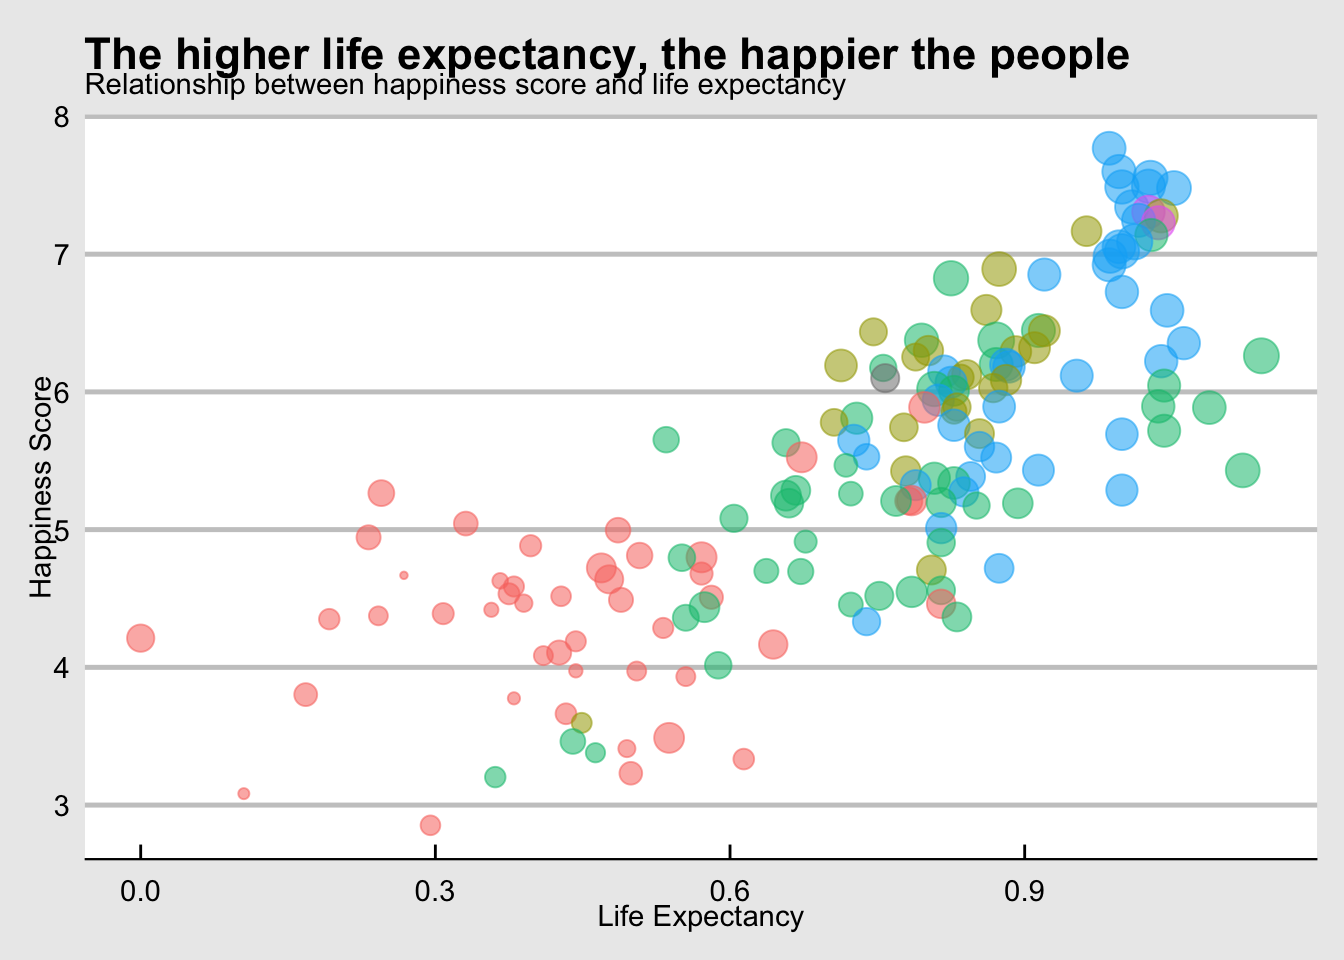 The higher life expectancy, the happier the people
Relationship between happiness score and life expectancy
8
7
6
5
4
3
Happiness Score
0.0 0.3 0.6 0.9
Life Expectancy